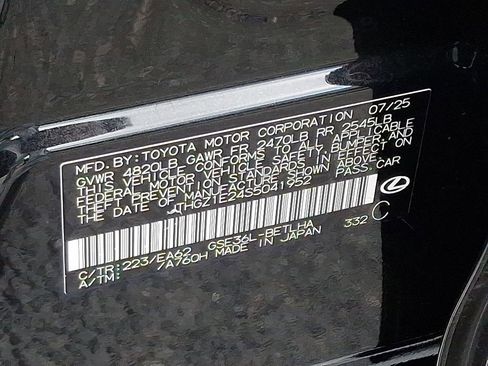 MFD. BY: TOYOTA MOTOR CORPORATION 07/25
GVWR 4820LB GAWR FR 2470LB RR 2545LB
THIS VEHICLE CONFORMS TO ALL APPLICABLE
FEDERAL MOTOR VEHICLE SAFETY BUMPER AND
THEFT PREVENTION STANDARDS IN EFFECT ON
THE DATE OF MANUFACTURE SHOWN ABOVE.
JTHGZ1E24S5041952 PASS. CAR
C/TR: 223/EA62 GSE36L-BETLHA 332 C
A/TM: /A760H MADE IN JAPAN